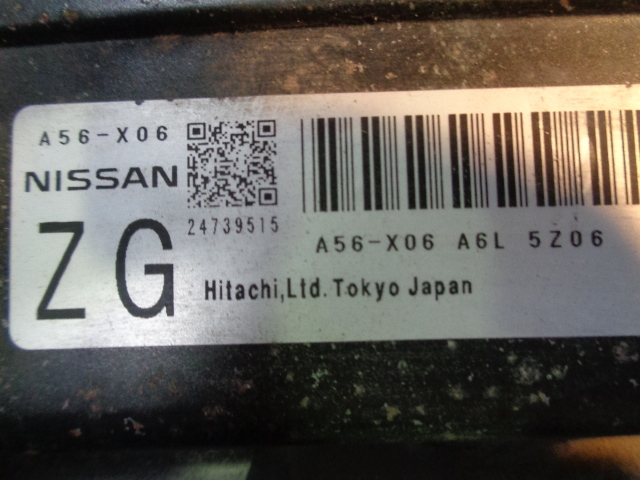 A56-X06
NISSAN
24739515
ZG
A56-X06 A6L 5Z06
Hitachi,Ltd. Tokyo Japan